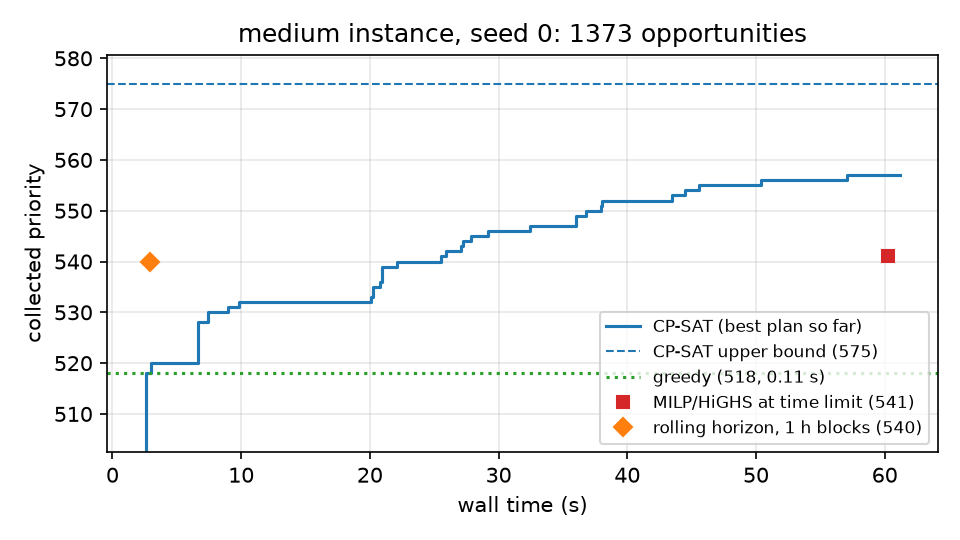 medium instance, seed 0: 1373 opportunities
580
570
560
550
540
530
520
510
collected priority
CP-SAT (best plan so far)
CP-SAT upper bound (575)
greedy (518, 0.11 s)
MILP/HiGHS at time limit (541)
rolling horizon, 1 h blocks (540)
0 10 20 30 40 50 60
wall time (s)